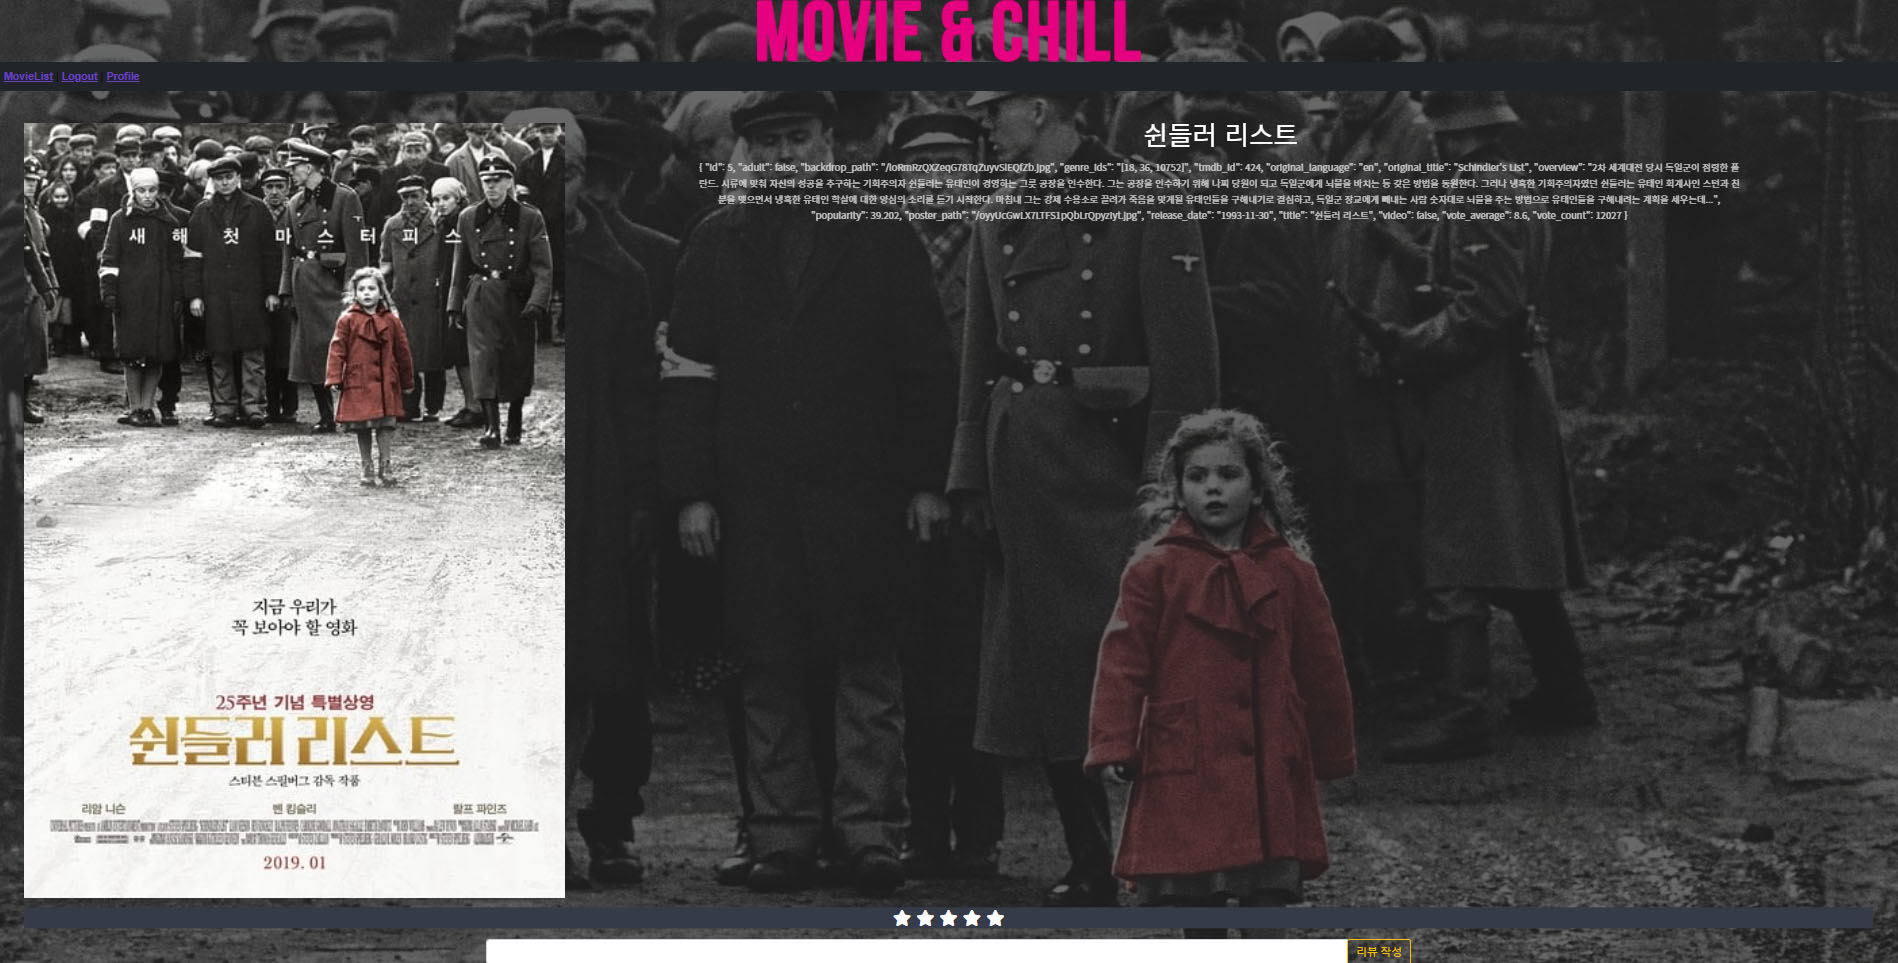 MOVIE & CHILL
MovieList | Logout | Profile
쉰들러 리스트
{ "id": 5, "adult": false, "backdrop_path": "/loRmRzQXZeqG78TqZuyvSlEQfZb.jpg", "genre_ids": "[18, 36, 10752]", "tmdb_id": 424, "original_language": "en", "original_title": "Schindler's List", "overview": "2차 세계대전 당시 독일군이 점령한 폴
란드. 시류에 맞춰 자신의 성공을 추구하는 기회주의자 쉰들러는 유태인이 경영하는 그릇 공장을 인수한다. 그는 공장을 인수하기 위해 나찌 당원이 되고 독일군에게 뇌물을 바치는 등 갖은 방법을 동원한다. 그러나 냉혹한 기회주의자였던 쉰들러는 유태인 회계사인 스턴과 친
분을 맺으면서 냉혹한 유태인 학살에 대한 양심의 소리를 듣기 시작한다. 마침내 그는 강제 수용소로 끌려가 죽음을 맞게될 유태인들을 구해내기로 결심하고, 독일군 장교에게 빼내는 사람 숫자대로 뇌물을 주는 방법으로 유태인들을 구해내려는 계획을 세우는데...",
"popularity": 39.202, "poster_path": "/oyyUcGwLX7LTFS1pQbLrQpyzIyt.jpg", "release_date": "1993-11-30", "title": "쉰들러 리스트", "video": false, "vote_average": 8.6, "vote_count": 12027 }
새 해 첫 마 스 터 피 스
지금 우리가
꼭 보아야 할 영화
25주년 기념 특별상영
쉰들러 리스트
스티븐 스필버그 감독 작품
리암 니슨 벤 킹슬리 랄프 파인즈
2019. 01
리뷰 작성